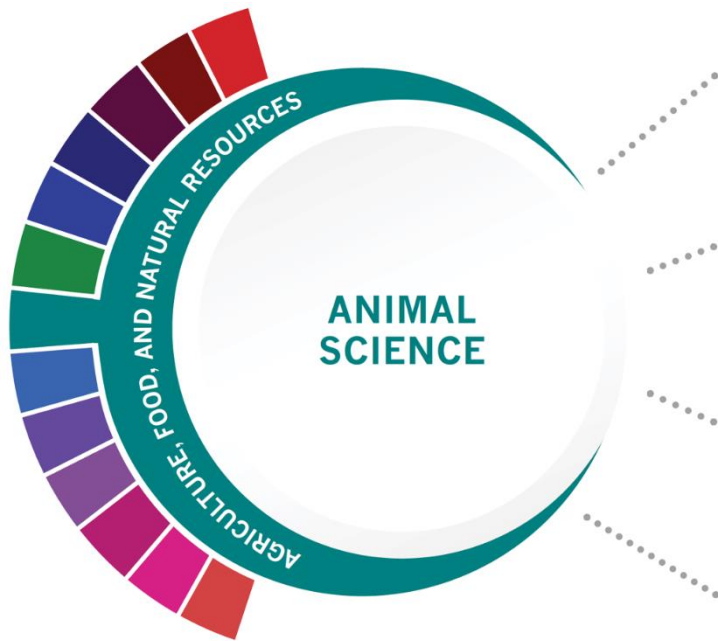 AGRICULTURE, FOOD, AND NATURAL RESOURCES
ANIMAL
SCIENCE